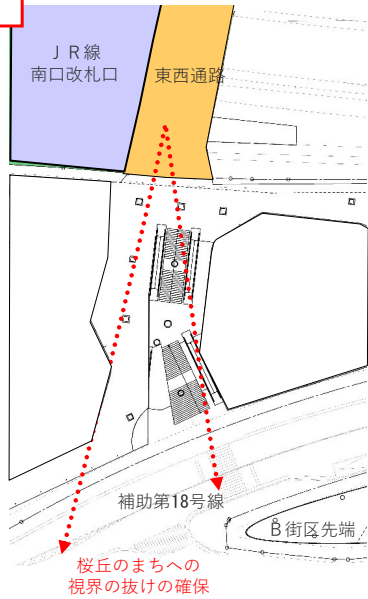 ＪＲ線
南口改札口
東西通路
補助第18号線
Ｂ街区先端
桜丘のまちへの
視界の抜けの確保